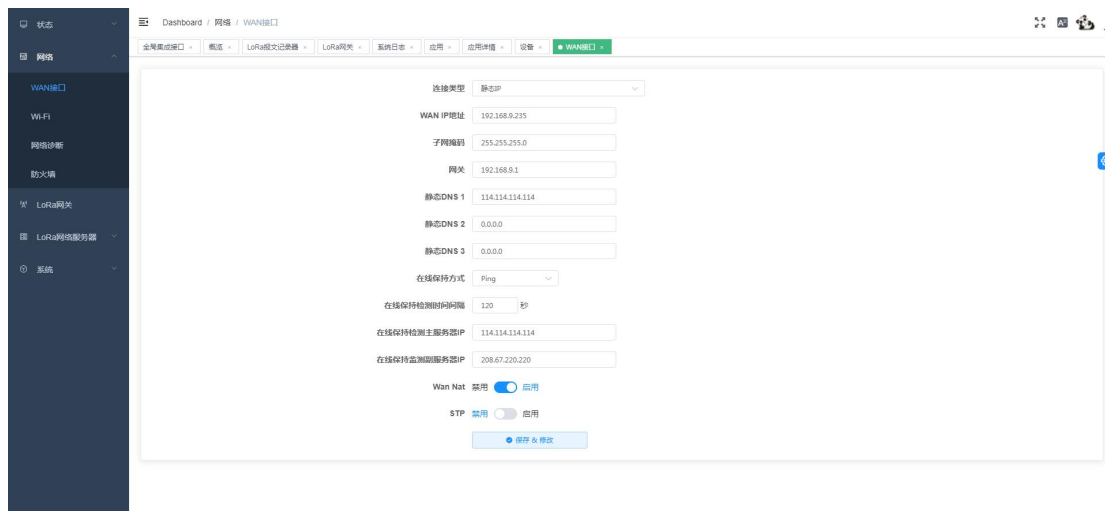 状态
网络
WAN接口
Wi-Fi
网络诊断
防火墙
LoRa网关
LoRa网络服务器
系统
Dashboard / 网络 / WAN接口
全局集成接口 × 概览 × LoRa报文记录器 × LoRa网关 × 系统日志 × 应用 × 应用详情 × 设备 × WAN接口 ×
连接类型 静态IP
WAN IP地址 192.168.9.235
子网掩码 255.255.255.0
网关 192.168.9.1
静态DNS 1 114.114.114.114
静态DNS 2 0.0.0.0
静态DNS 3 0.0.0.0
在线保持方式 Ping
在线保持检测时间间隔 120 秒
在线保持检测主服务器IP 114.114.114.114
在线保持监测副服务器IP 208.67.220.220
Wan Nat 禁用 启用
STP 禁用 启用
保存 & 修改